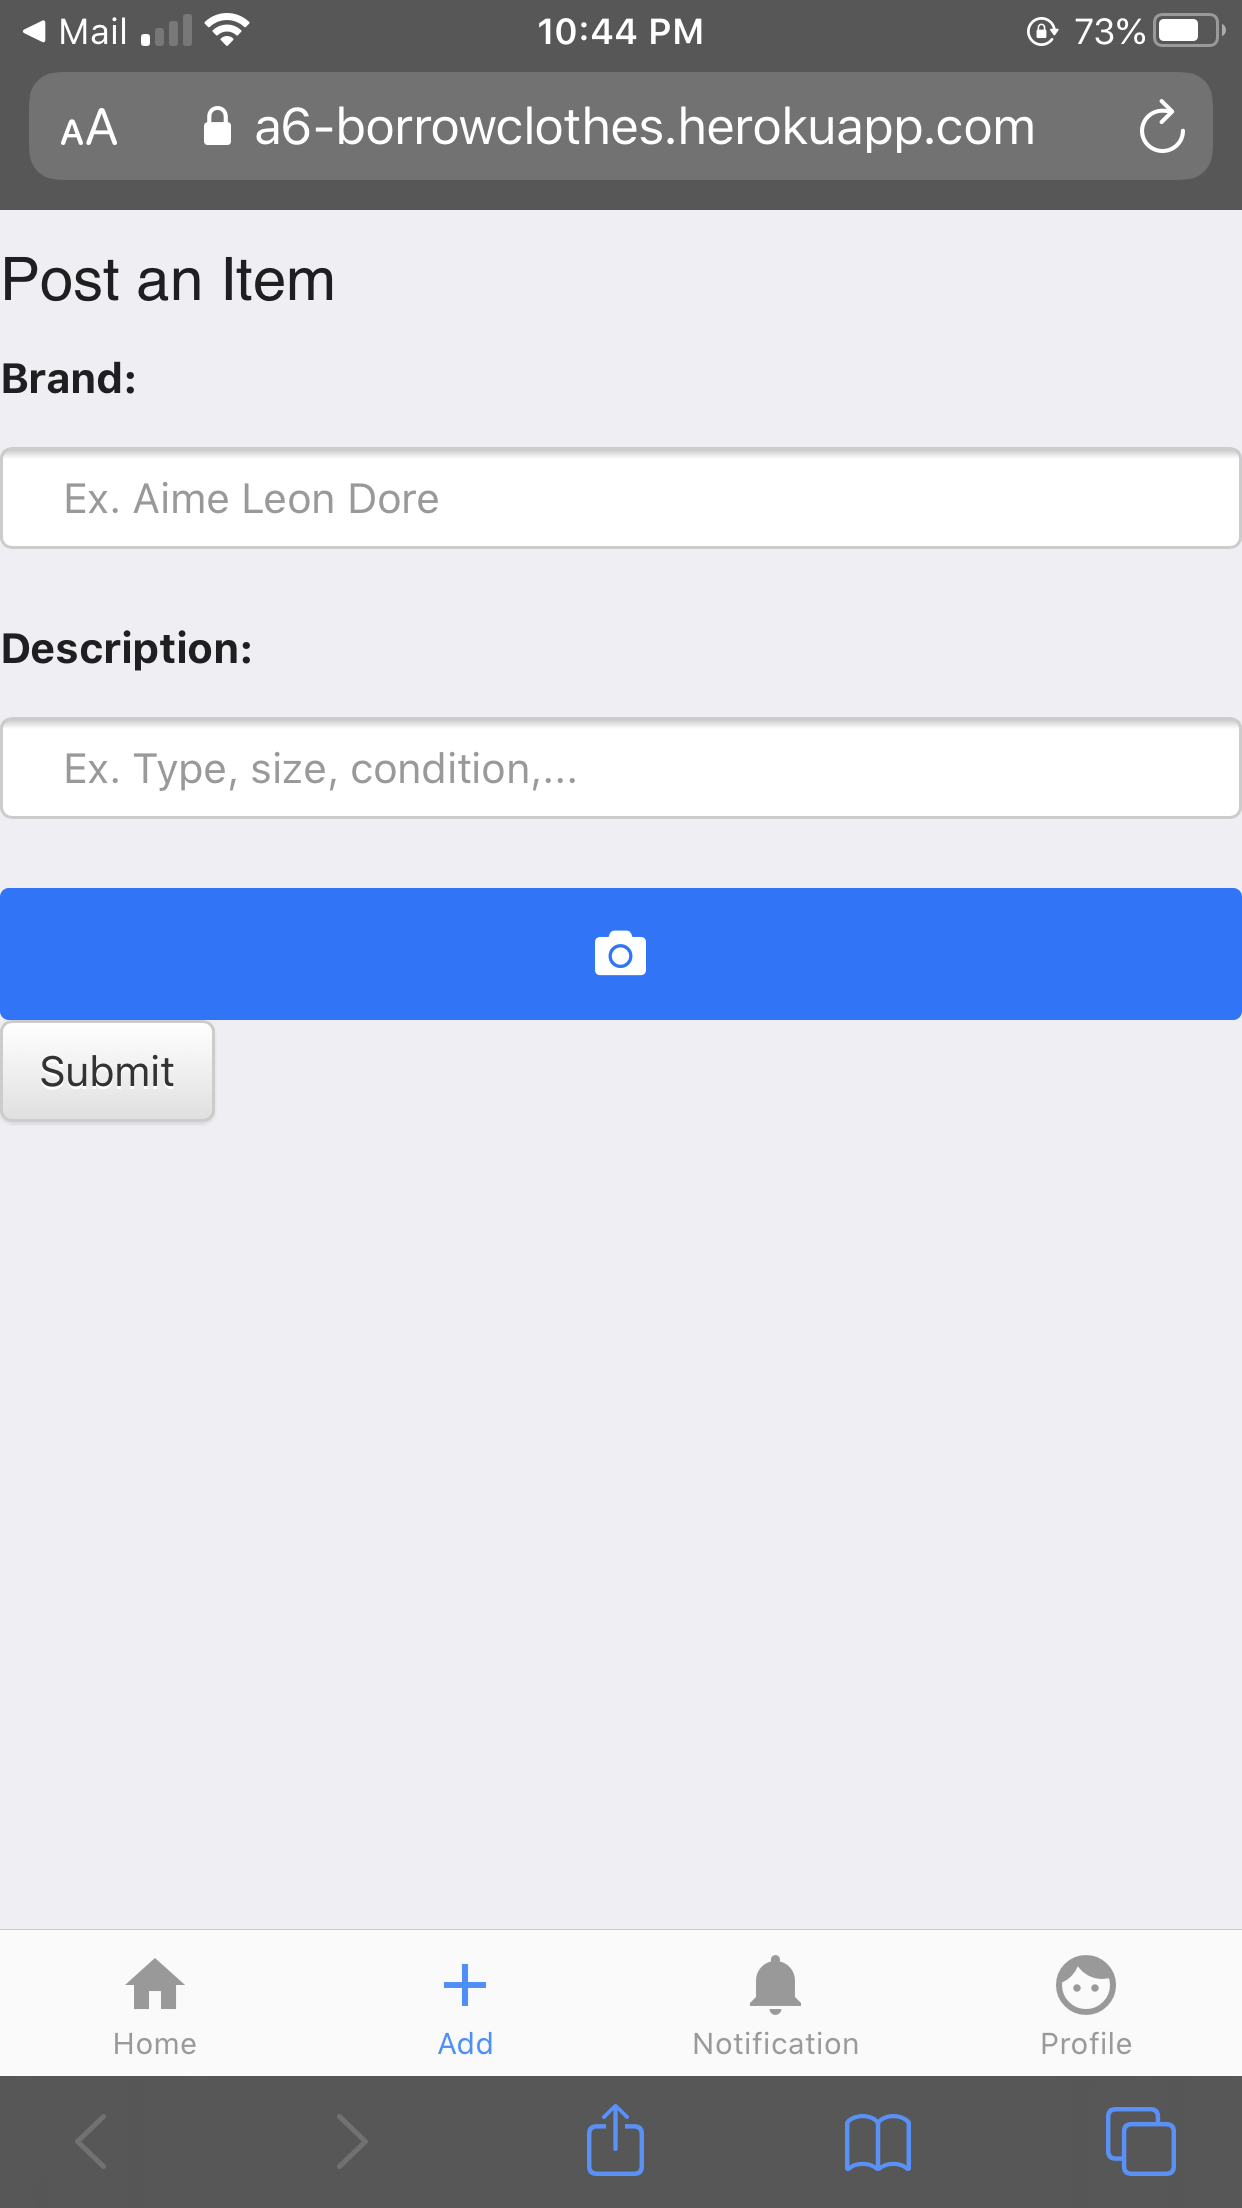 Mail 10:44 PM 73%
AA a6-borrowclothes.herokuapp.com
Post an Item
Brand:
Ex. Aime Leon Dore
Description:
Ex. Type, size, condition,...
Submit
Home Add Notification Profile